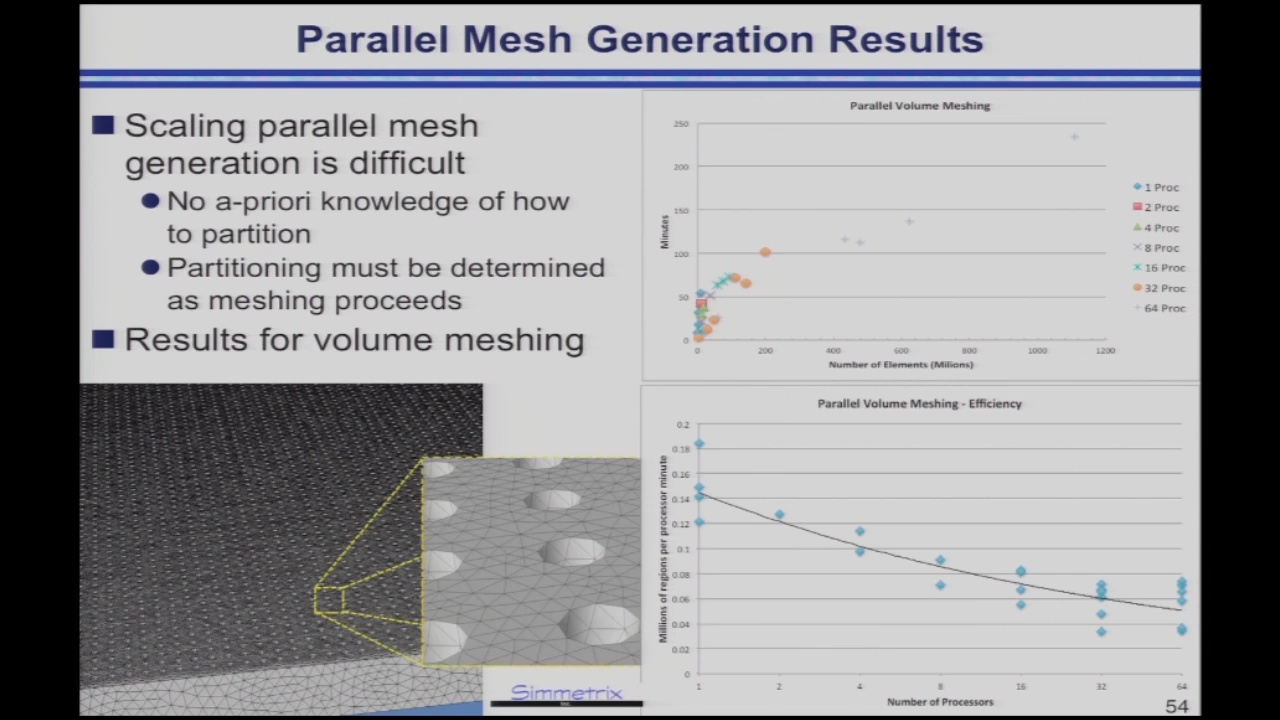 Parallel Mesh Generation Results
Scaling parallel mesh
generation is difficult
No a-priori knowledge of how
to partition
Partitioning must be determined
as meshing proceeds
Results for volume meshing
Parallel Volume Meshing
Minutes
250
200
150
100
50
0
0 200 400 600 800 1000 1200
Number of Elements (Milions)
1 Proc
2 Proc
4 Proc
8 Proc
16 Proc
32 Proc
64 Proc
Parallel Volume Meshing - Efficiency
Millions of regions per processor minute
0.2
0.18
0.16
0.14
0.12
0.1
0.08
0.06
0.04
0.02
0
1 2 4 8 16 32 64
Number of Processors
Simmetrix
Inc.
54